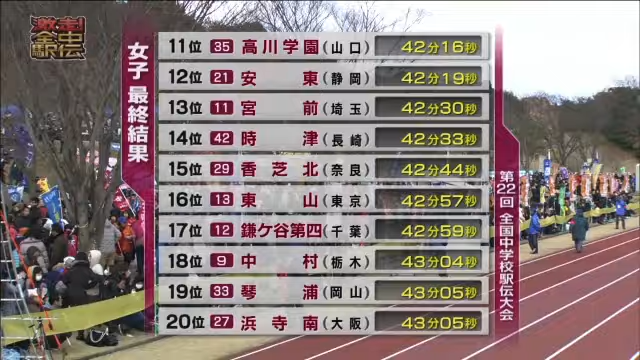 激走!
全中
駅伝
女子 最終結果
11位 35 高川学園(山口) 42分16秒
12位 21 安東(静岡) 42分19秒
13位 11 宮前(埼玉) 42分30秒
14位 42 時津(長崎) 42分33秒
15位 29 香芝北(奈良) 42分44秒
16位 13 東山(東京) 42分57秒
17位 12 鎌ケ谷第四(千葉) 42分59秒
18位 9 中村(栃木) 43分04秒
19位 33 琴浦(岡山) 43分05秒
20位 27 浜寺南(大阪) 43分05秒
第22回 全国中学校駅伝大会